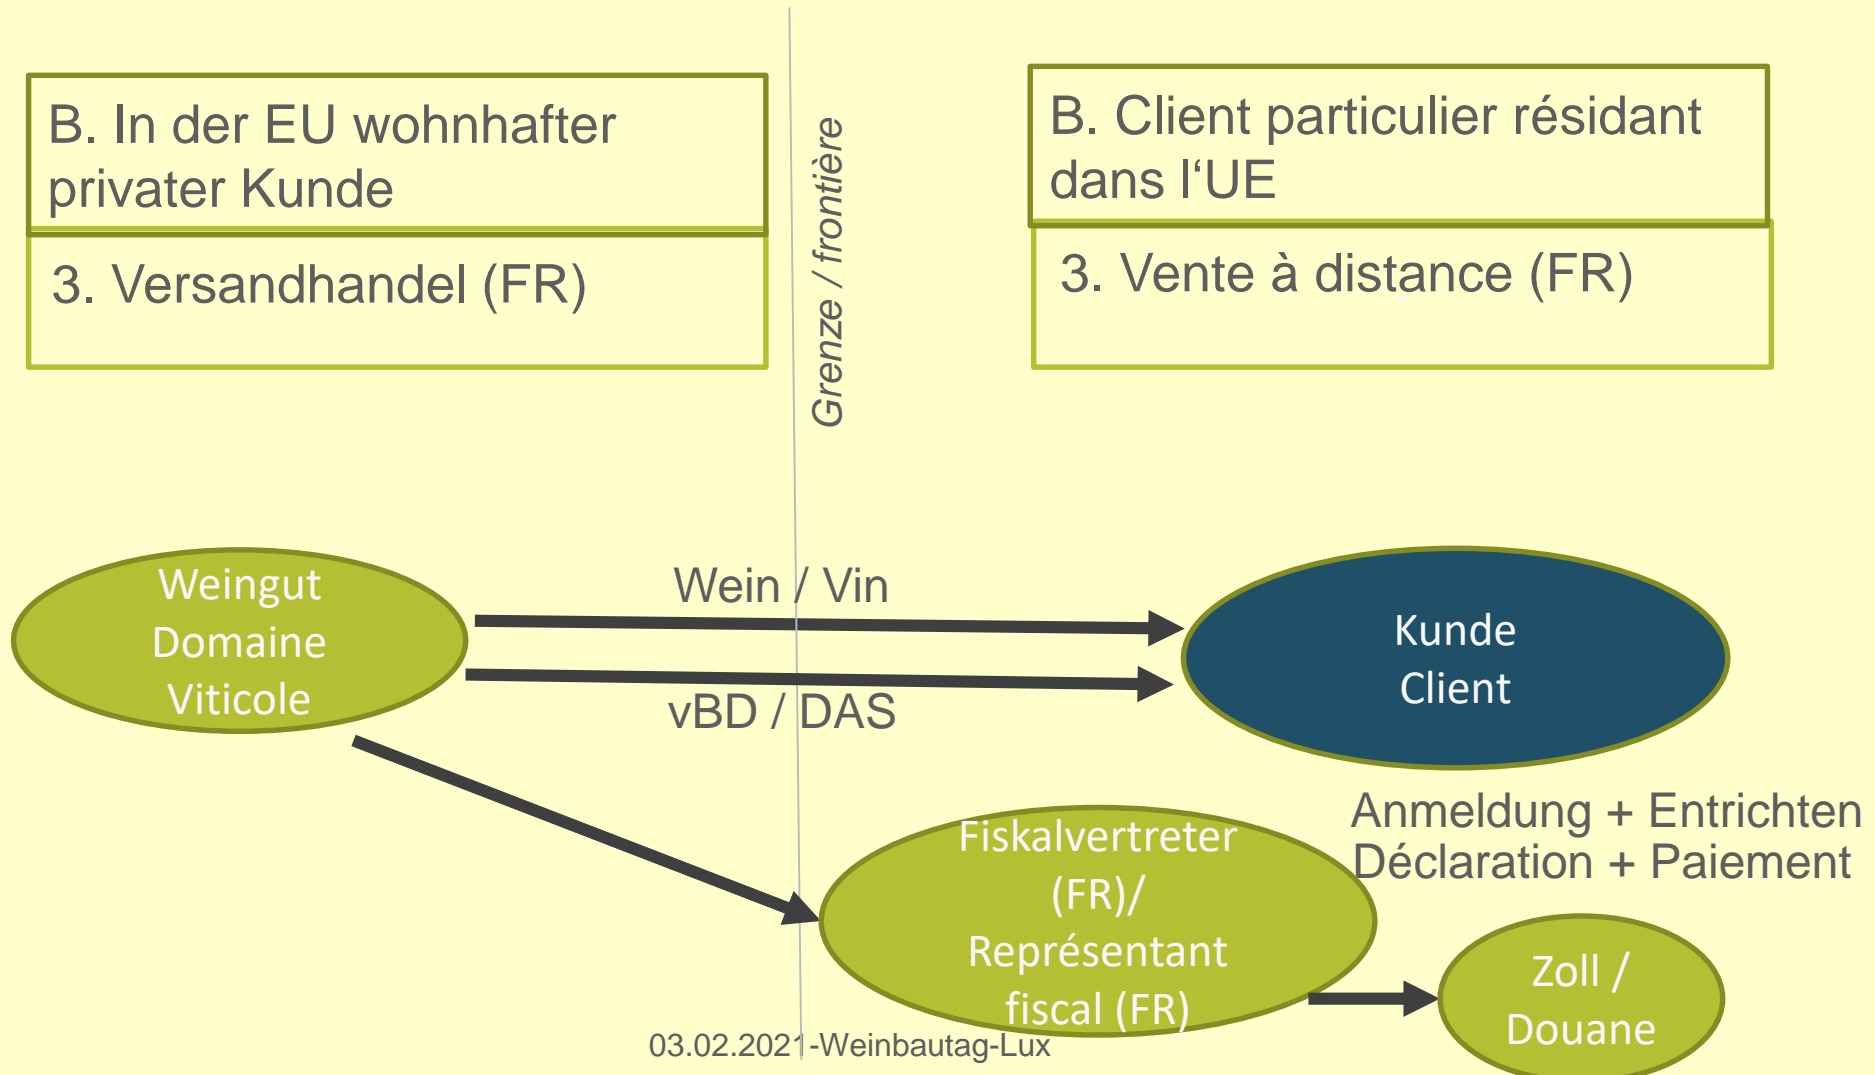 B. In der EU wohnhafter
privater Kunde
3. Versandhandel (FR)
Grenze / frontière
B. Client particulier résidant
dans l‘UE
3. Vente à distance (FR)
Weingut
Domaine
Viticole
Wein / Vin
vBD / DAS
Kunde
Client
Fiskalvertreter
(FR)/
Représentant
fiscal (FR)
Anmeldung + Entrichten
Déclaration + Paiement
Zoll /
Douane
03.02.2021-Weinbautag-Lux